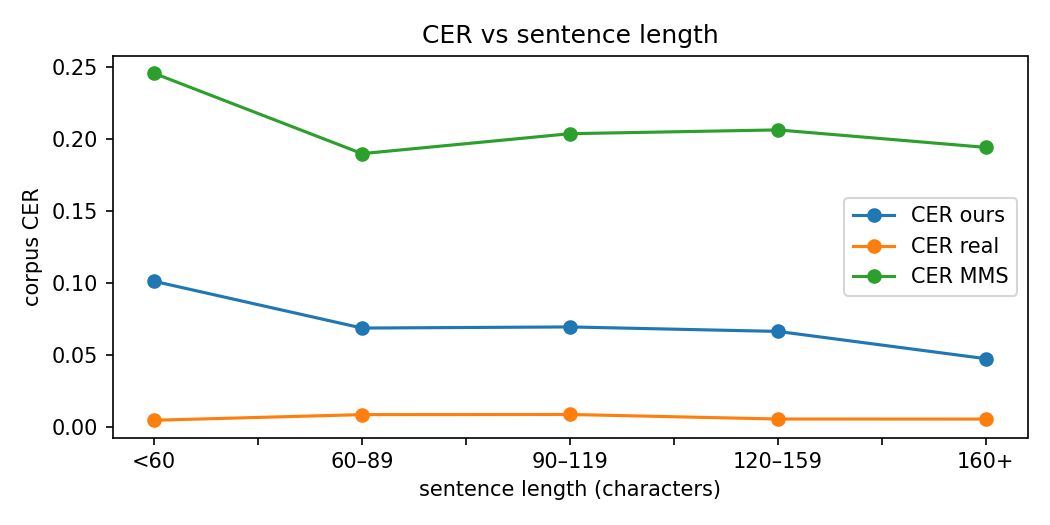 CER vs sentence length
0.25
0.20
0.15
0.10
0.05
0.00
corpus CER
CER ours
CER real
CER MMS
<60 60–89 90–119 120–159 160+
sentence length (characters)